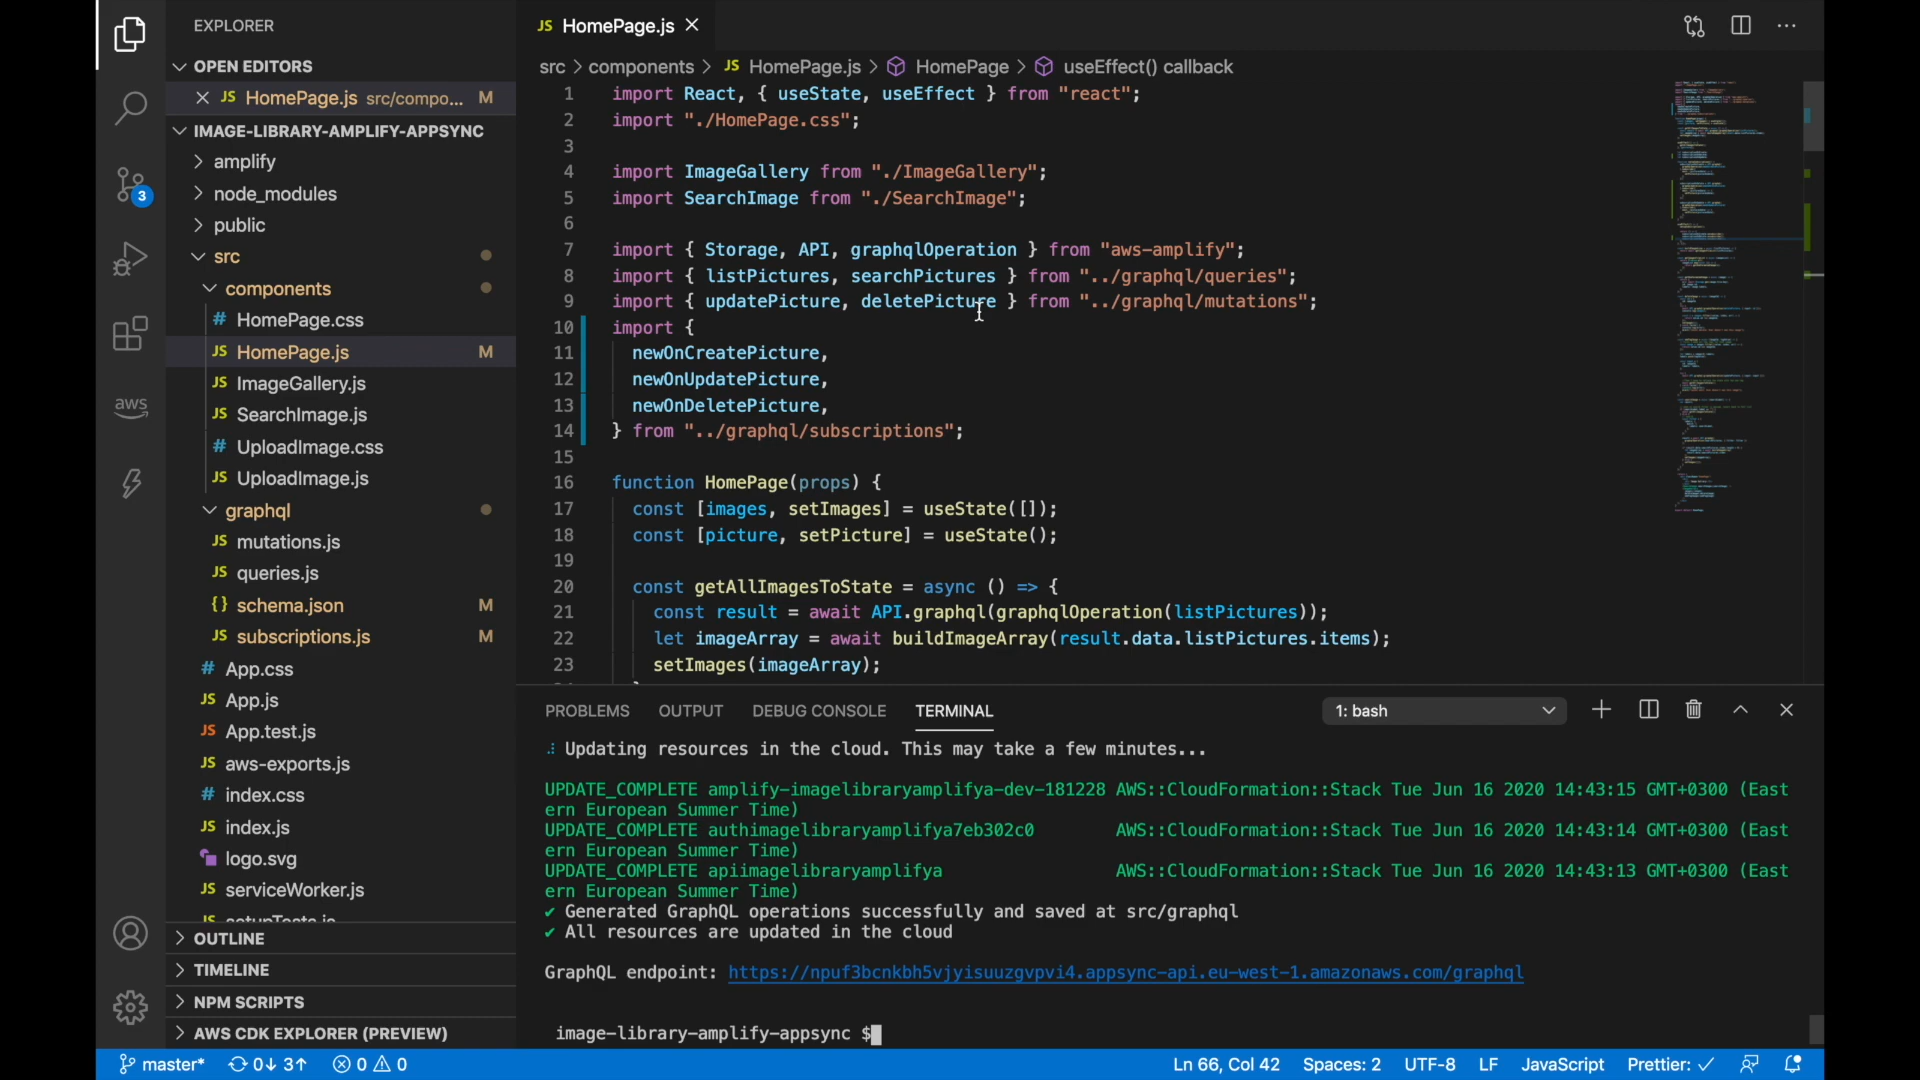 EXPLORER
OPEN EDITORS
JS HomePage.js src/compo... M
IMAGE-LIBRARY-AMPLIFY-APPSYNC
amplify
node_modules
public
src
components
# HomePage.css
JS HomePage.js M
JS ImageGallery.js
JS SearchImage.js
# UploadImage.css
JS UploadImage.js
graphql
JS mutations.js
JS queries.js
{} schema.json M
JS subscriptions.js M
# App.css
JS App.js
JS App.test.js
JS aws-exports.js
# index.css
JS index.js
logo.svg
JS serviceWorker.js
JS setupTests.js
OUTLINE
TIMELINE
NPM SCRIPTS
AWS CDK EXPLORER (PREVIEW)
3
aws
JS HomePage.js
src > components > JS HomePage.js > HomePage > useEffect() callback
1 import React, { useState, useEffect } from "react";
2 import "./HomePage.css";
3
4 import ImageGallery from "./ImageGallery";
5 import SearchImage from "./SearchImage";
6
7 import { Storage, API, graphqlOperation } from "aws-amplify";
8 import { listPictures, searchPictures } from "../graphql/queries";
9 import { updatePicture, deletePicture } from "../graphql/mutations";
10 import {
11 newOnCreatePicture,
12 newOnUpdatePicture,
13 newOnDeletePicture,
14 } from "../graphql/subscriptions";
15
16 function HomePage(props) {
17 const [images, setImages] = useState([]);
18 const [picture, setPicture] = useState();
19
20 const getAllImagesToState = async () => {
21 const result = await API.graphql(graphqlOperation(listPictures));
22 let imageArray = await buildImageArray(result.data.listPictures.items);
23 setImages(imageArray);
PROBLEMS OUTPUT DEBUG CONSOLE TERMINAL 1: bash
Updating resources in the cloud. This may take a few minutes...
UPDATE_COMPLETE amplify-imagelibraryamplifya-dev-181228 AWS::CloudFormation::Stack Tue Jun 16 2020 14:43:15 GMT+0300 (East
ern European Summer Time)
UPDATE_COMPLETE authimagelibraryamplifya7eb302c0 AWS::CloudFormation::Stack Tue Jun 16 2020 14:43:14 GMT+0300 (East
ern European Summer Time)
UPDATE_COMPLETE apiimagelibraryamplifya AWS::CloudFormation::Stack Tue Jun 16 2020 14:43:13 GMT+0300 (East
ern European Summer Time)
✔ Generated GraphQL operations successfully and saved at src/graphql
✔ All resources are updated in the cloud
GraphQL endpoint: https://npuf3bcnkbh5vjyisuuzgvpvi4.appsync-api.eu-west-1.amazonaws.com/graphql
image-library-amplify-appsync $
master* 0↓ 3↑ 0 0 Ln 66, Col 42 Spaces: 2 UTF-8 LF JavaScript Prettier: ✓